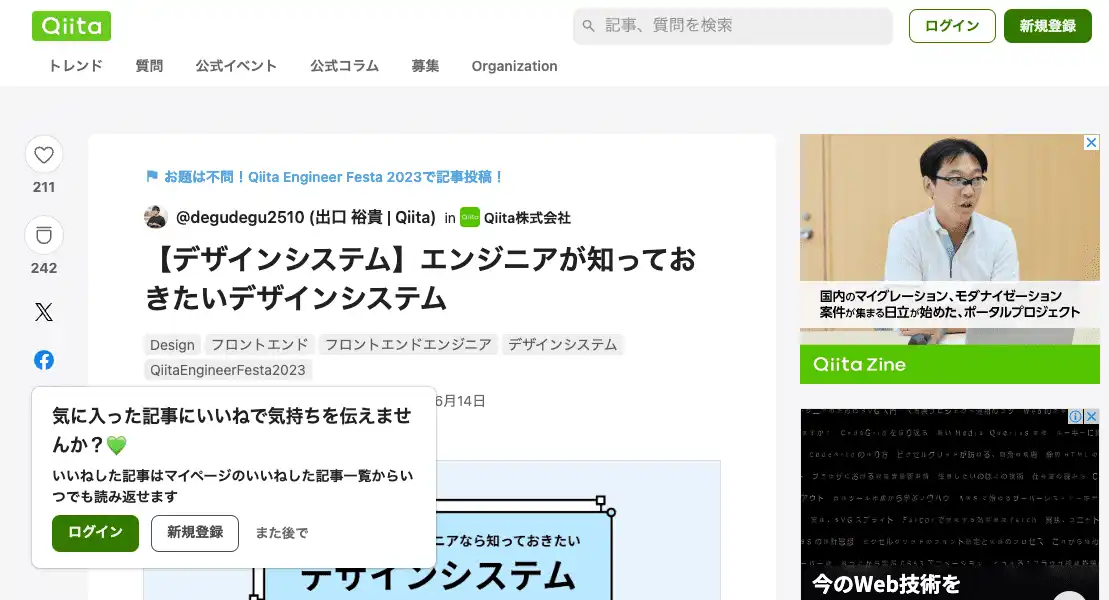 Qiita
記事、質問を検索
ログイン
新規登録
トレンド
質問
公式イベント
公式コラム
募集
Organization
211
242
お題は不問！Qiita Engineer Festa 2023で記事投稿！
@degudegu2510 (出口 裕貴 | Qiita) in Qiita株式会社
【デザインシステム】エンジニアが知ってお
きたいデザインシステム
Design
フロントエンド
フロントエンドエンジニア
デザインシステム
QiitaEngineerFesta2023
6月14日
気に入った記事にいいねで気持ちを伝えませ
んか？💚
いいねした記事はマイページのいいねした記事一覧からい
つでも読み返せます
ログイン
新規登録
また後で
ニアなら知っておきたい
デザインシステム
国内のマイグレーション、モダナイゼーション
案件が集まる日立が始めた、ポータルプロジェクト
Qiita Zine
今のWeb技術を